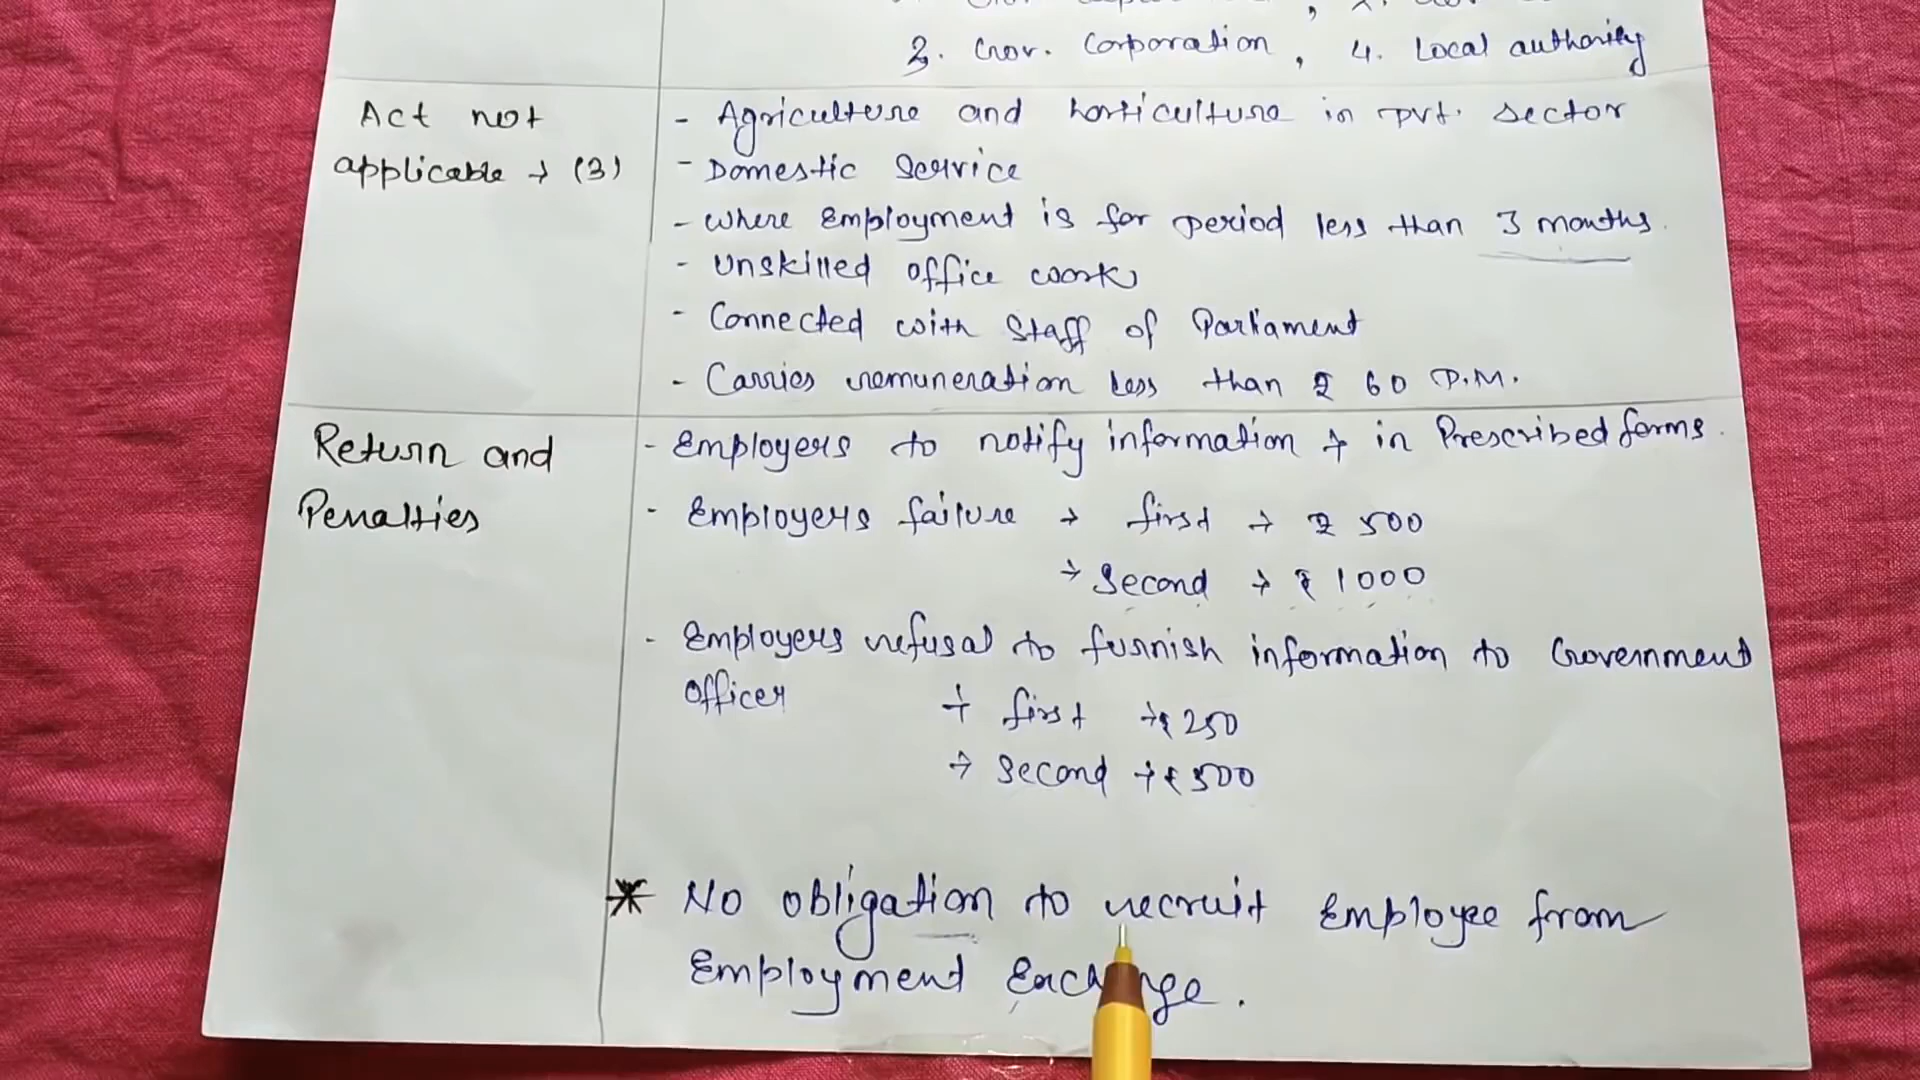 3. Gov. Corporation, 4. Local authority
Act not
applicable → (3)
- Agriculture and horticulture in pvt. sector
- Domestic Service
- where Employment is for period less than 3 months.
- Unskilled office work
- Connected with Staff of Parliament
- Carries remuneration less than ₹ 60 P.M.
Return and
Penalties
- Employers to notify information → in Prescribed forms.
- Employers failure → first → ₹ 500
→ Second → ₹ 1000
- Employers refusal to furnish information to Government
Officer → first → ₹ 250
→ Second → ₹ 500
* No obligation to recruit Employee from
Employment Exchange.